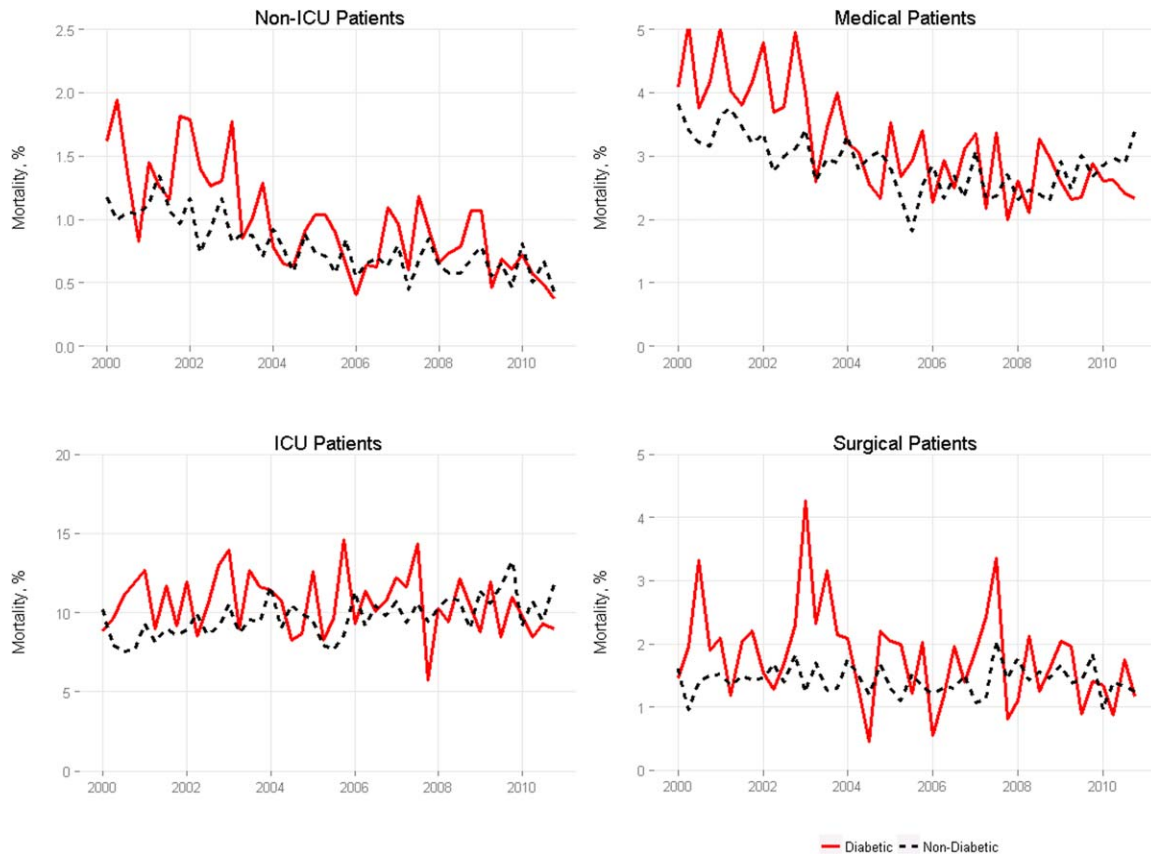 Non-ICU Patients
Mortality, %
2.5
2.0
1.5
1.0
0.5
0.0
2000 2002 2004 2006 2008 2010
Medical Patients
Mortality, %
5
4
3
2
1
0
2000 2002 2004 2006 2008 2010
ICU Patients
Mortality, %
20
15
10
5
0
2000 2002 2004 2006 2008 2010
Surgical Patients
Mortality, %
5
4
3
2
1
0
2000 2002 2004 2006 2008 2010
Diabetic Non-Diabetic